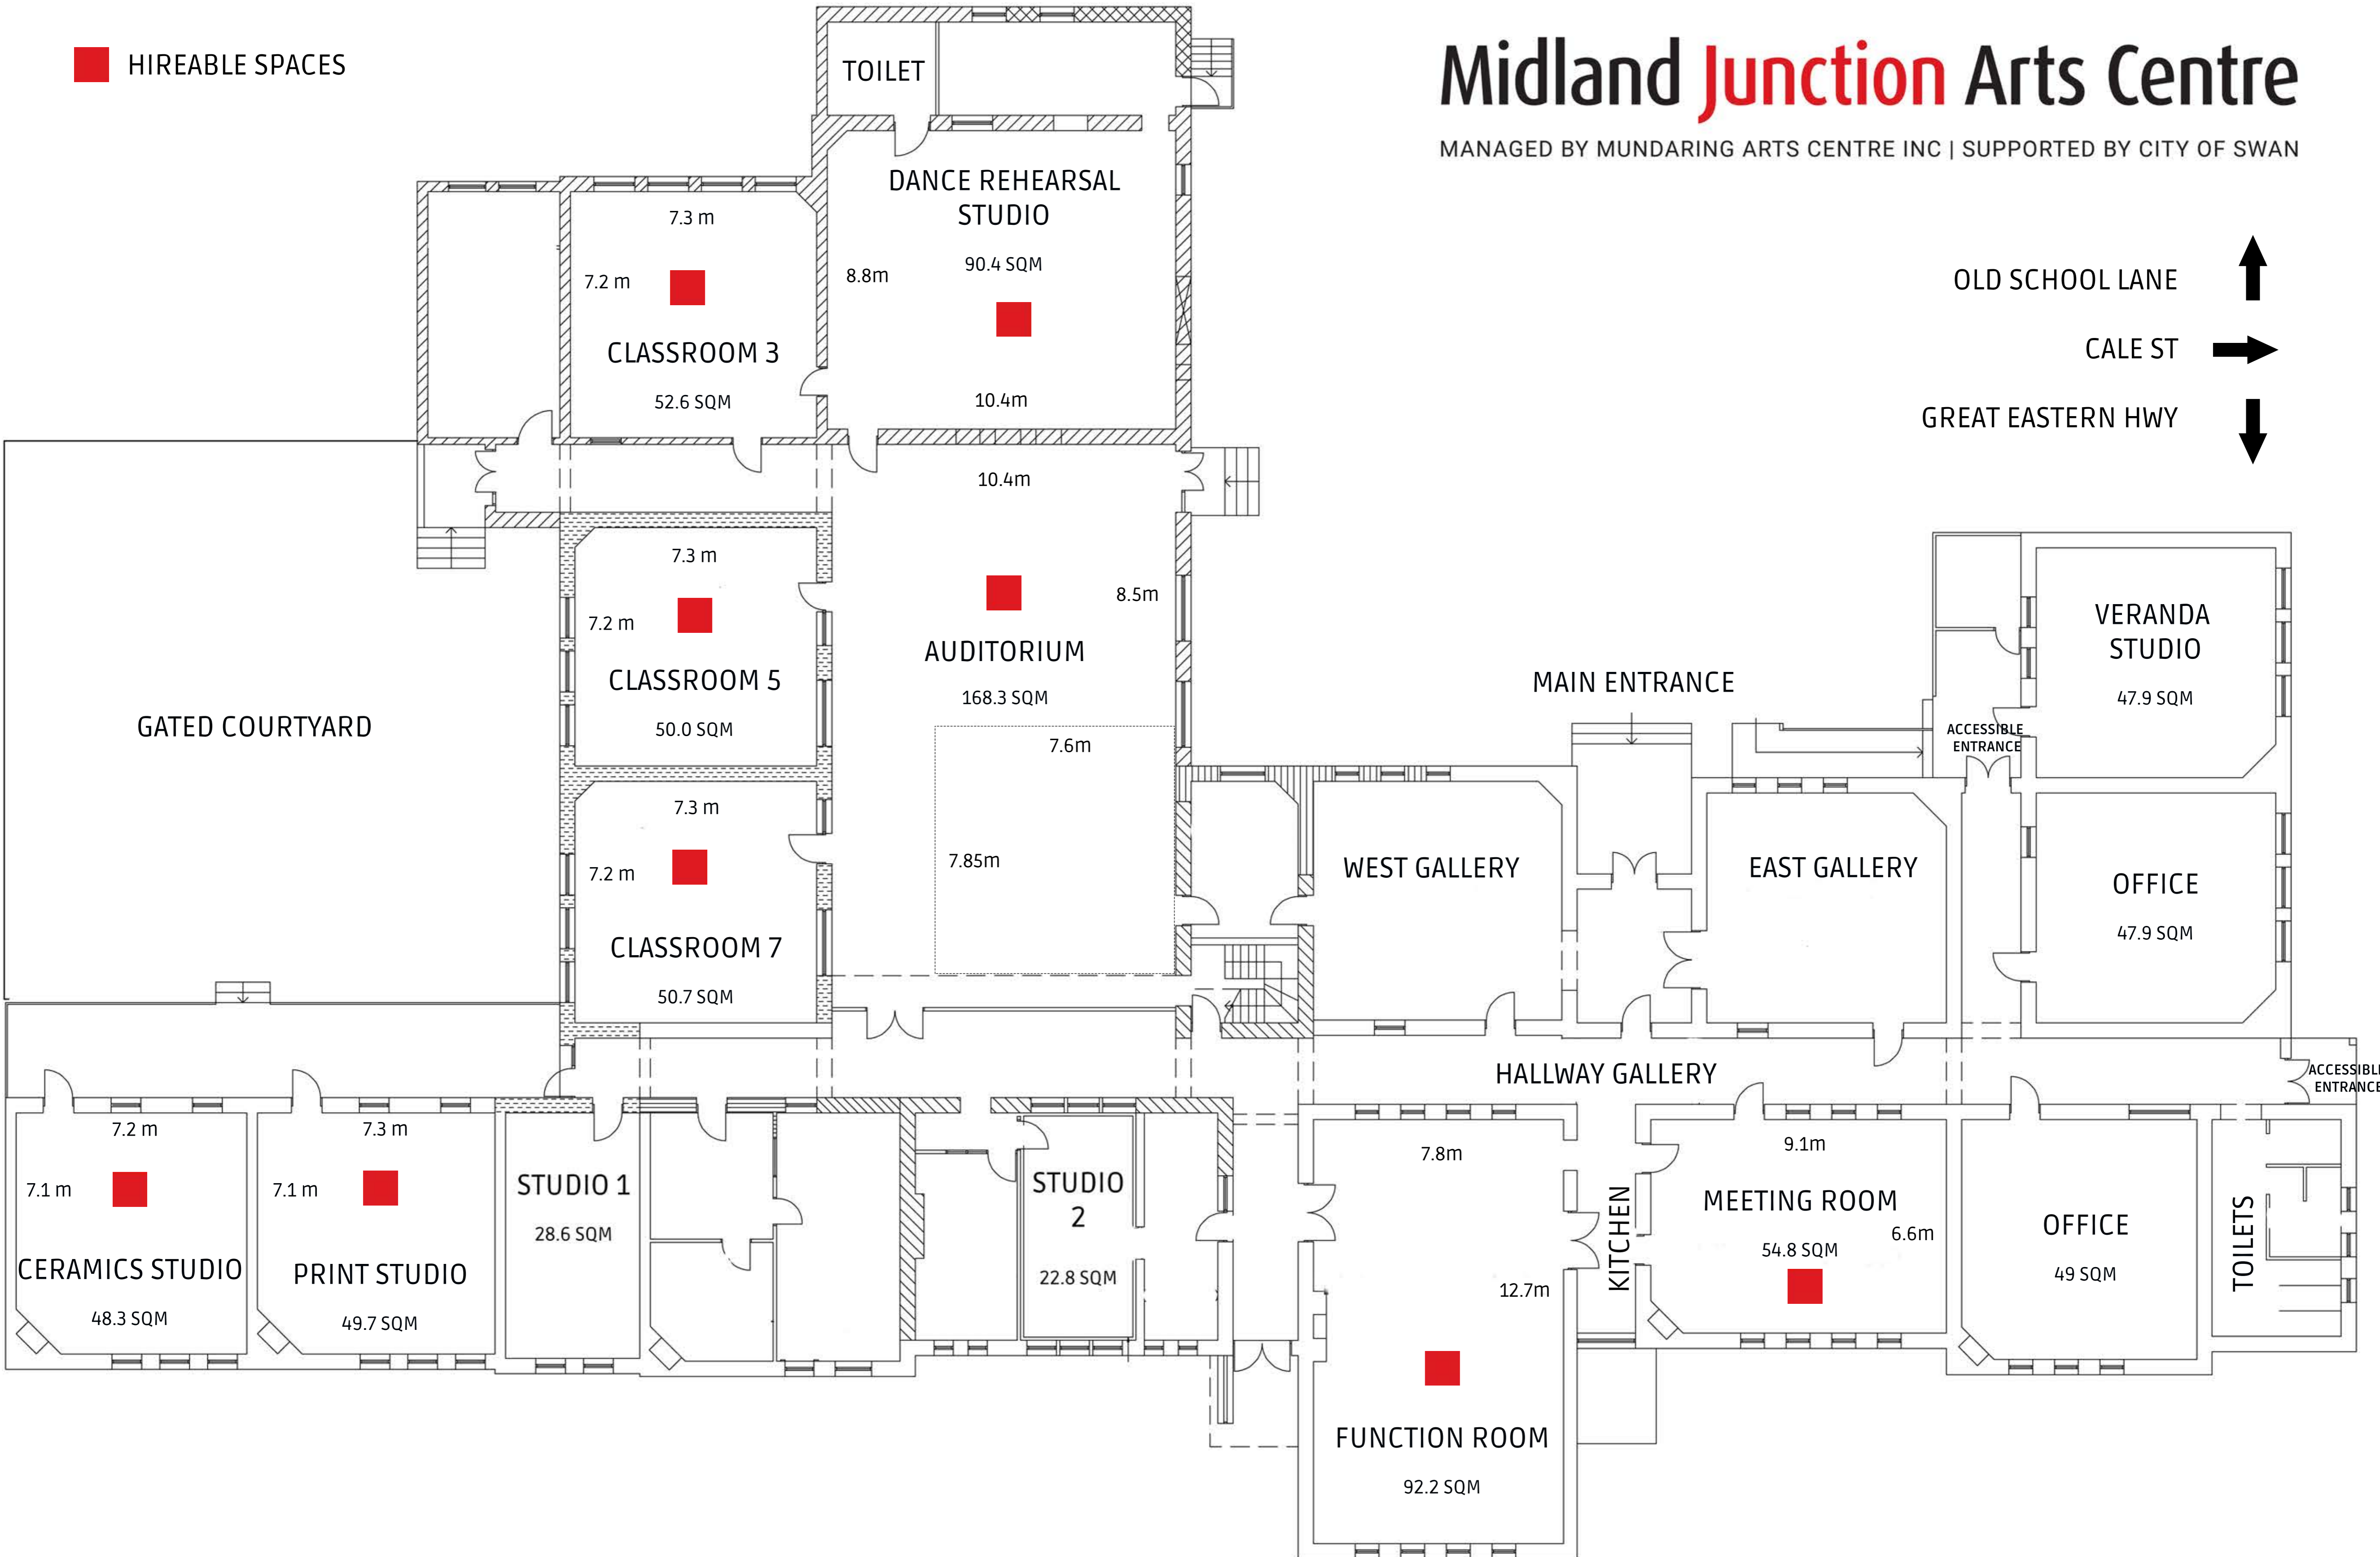 HIREABLE SPACES
Midland Junction Arts Centre
MANAGED BY MUNDARING ARTS CENTRE INC | SUPPORTED BY CITY OF SWAN
OLD SCHOOL LANE
CALE ST
GREAT EASTERN HWY
TOILET
DANCE REHEARSAL
STUDIO
90.4 SQM
8.8m
10.4m
7.3 m
7.2 m
CLASSROOM 3
52.6 SQM
10.4m
8.5m
AUDITORIUM
168.3 SQM
7.6m
7.85m
7.3 m
7.2 m
CLASSROOM 5
50.0 SQM
7.3 m
7.2 m
CLASSROOM 7
50.7 SQM
GATED COURTYARD
MAIN ENTRANCE
VERANDA
STUDIO
47.9 SQM
ACCESSIBLE
ENTRANCE
WEST GALLERY
EAST GALLERY
OFFICE
47.9 SQM
HALLWAY GALLERY
ACCESSIBLE
ENTRANCE
7.2 m
7.1 m
CERAMICS STUDIO
48.3 SQM
7.3 m
7.1 m
PRINT STUDIO
49.7 SQM
STUDIO 1
28.6 SQM
STUDIO
2
22.8 SQM
7.8m
12.7m
FUNCTION ROOM
92.2 SQM
KITCHEN
9.1m
MEETING ROOM
6.6m
54.8 SQM
OFFICE
49 SQM
TOILETS